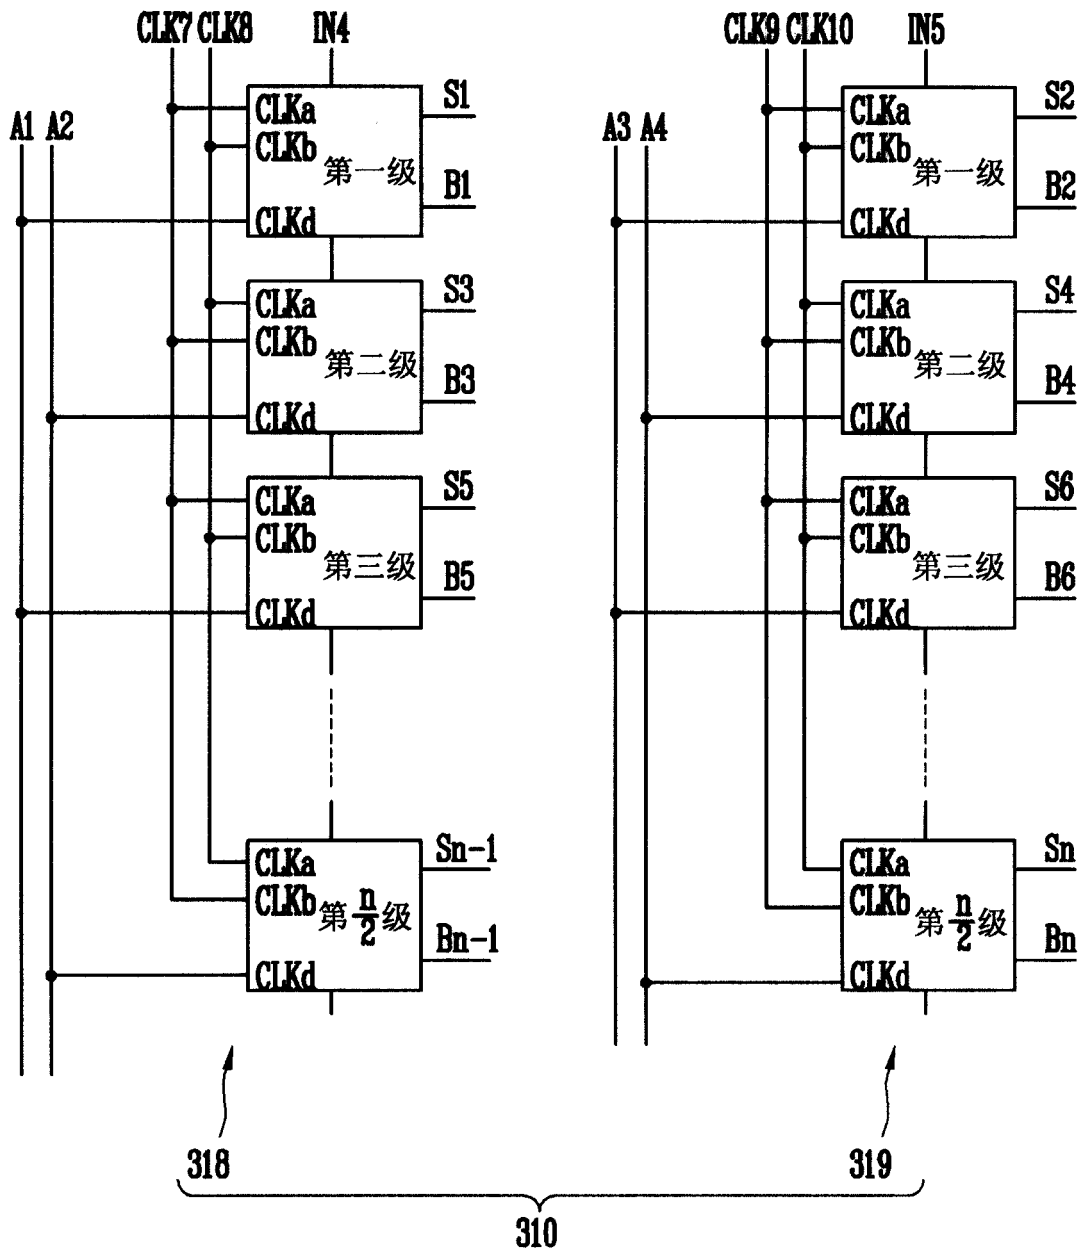 CLK7 CLK8 IN4
A1 A2
CLKa
CLKb
第一级
CLKd
S1
B1
CLKa
CLKb
第二级
CLKd
S3
B3
CLKa
CLKb
第三级
CLKd
S5
B5
CLKa
CLKb
第n/2级
CLKd
Sn-1
Bn-1
318
CLK9 CLK10 IN5
A3 A4
CLKa
CLKb
第一级
CLKd
S2
B2
CLKa
CLKb
第二级
CLKd
S4
B4
CLKa
CLKb
第三级
CLKd
S6
B6
CLKa
CLKb
第n/2级
CLKd
Sn
Bn
319
310